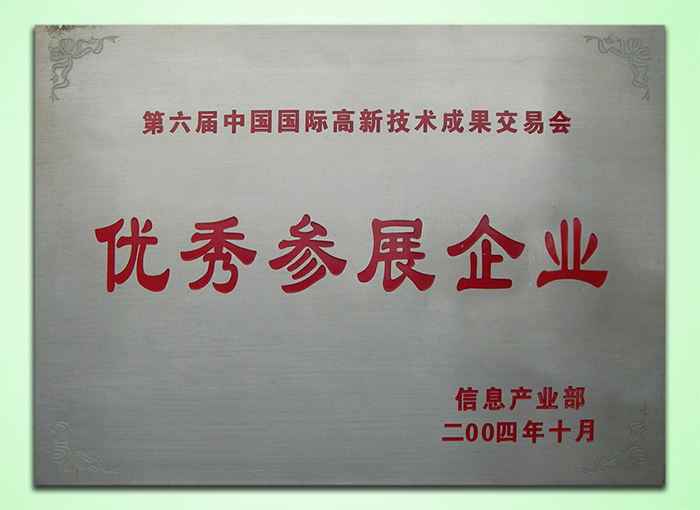 第六届中国国际高新技术成果交易会
优秀参展企业
信息产业部
二00四年十月